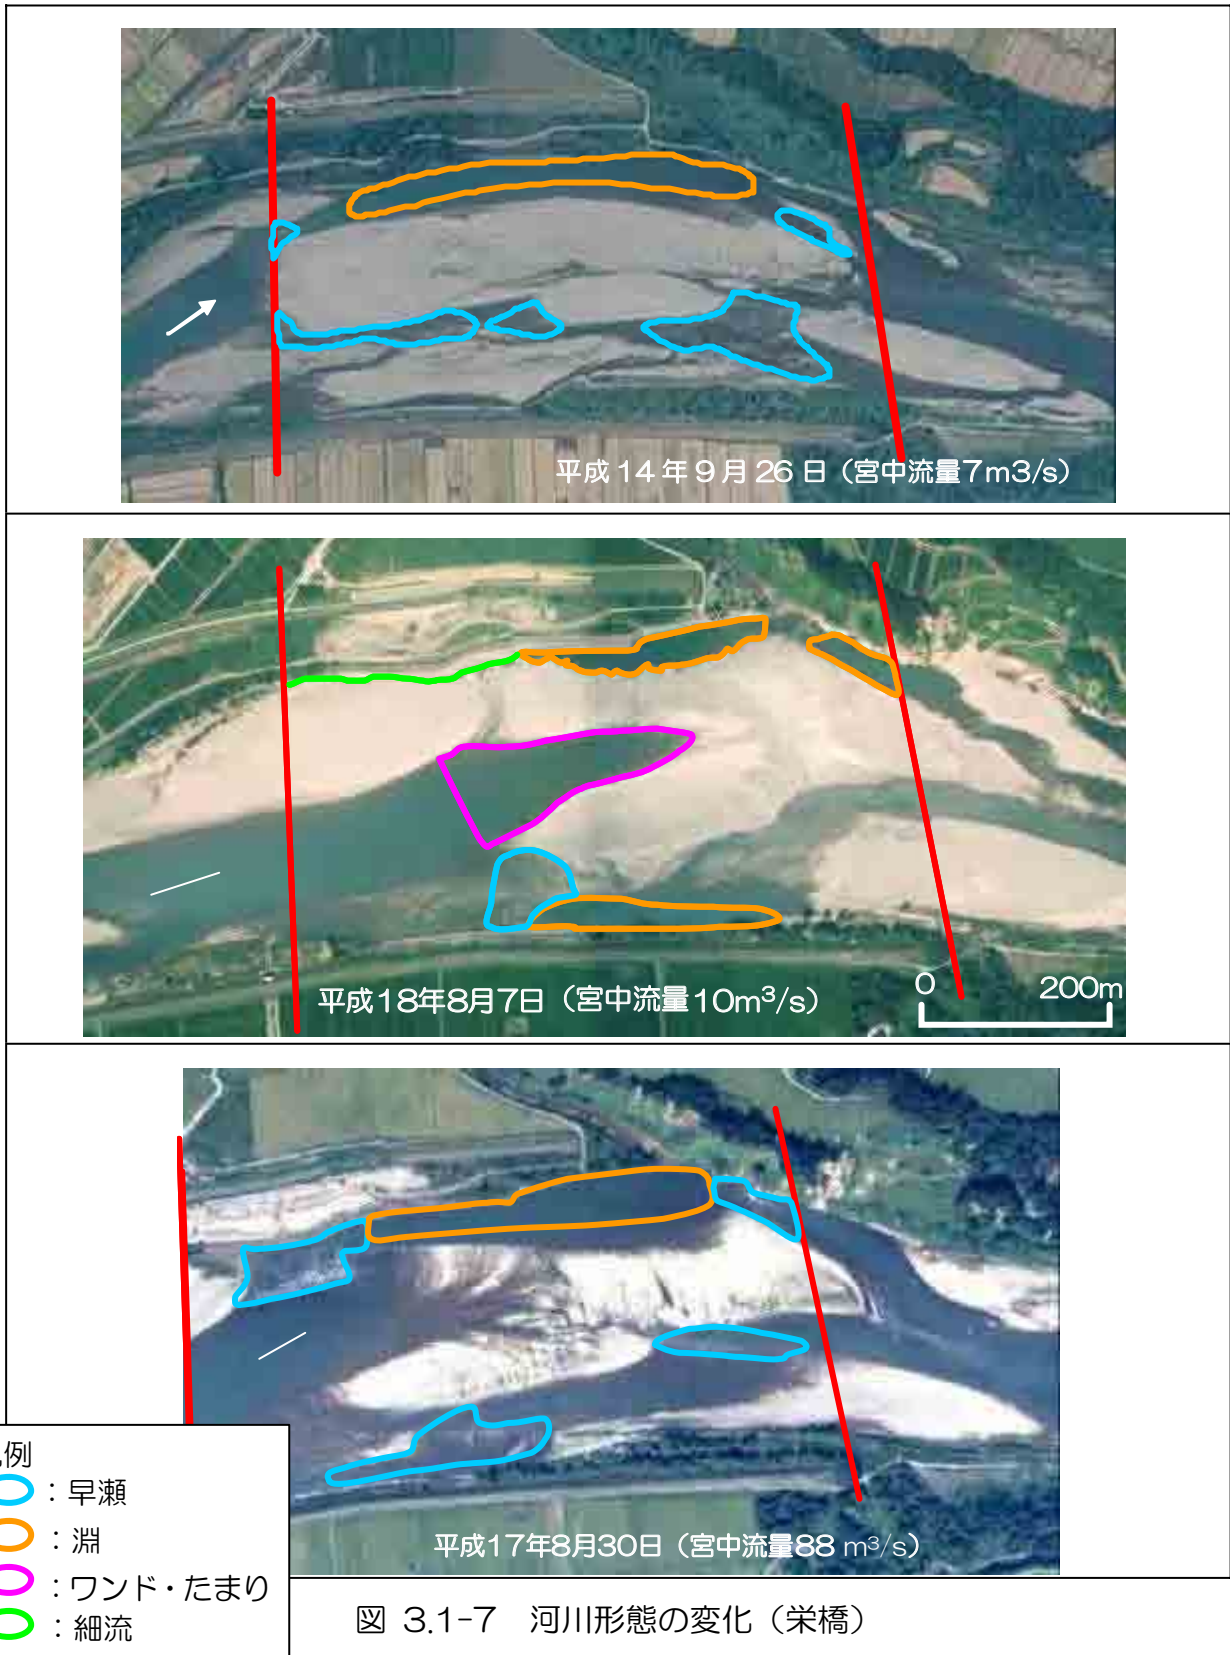 平成14年9月26日（宮中流量7m3/s）
平成18年8月7日（宮中流量10m³/s）
0 200m
平成17年8月30日（宮中流量88 m³/s）
例
：早瀬
：淵
：ワンド・たまり
：細流
図 3.1-7 河川形態の変化（栄橋）